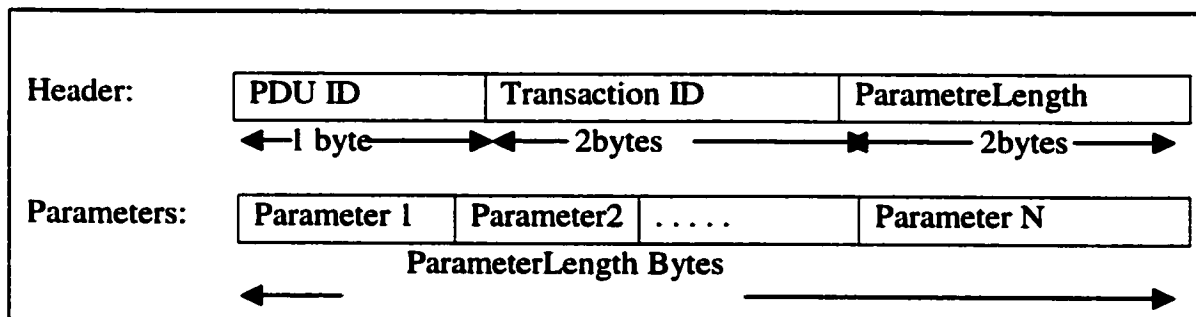 Header: PDU ID Transaction ID ParametreLength
1 byte 2bytes 2bytes
Parameters: Parameter 1 Parameter2 ..... Parameter N
ParameterLength Bytes